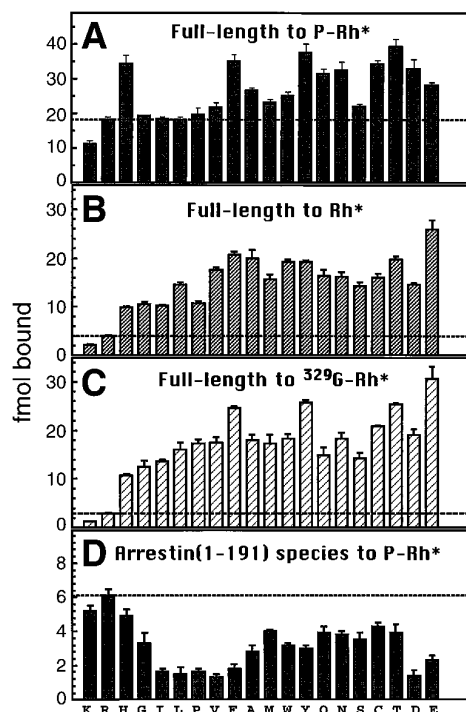 A
Full-length to P-Rh*
40
30
20
10
0
B
Full-length to Rh*
30
20
10
0
fmol bound
C
Full-length to ³²⁹G-Rh*
30
20
10
0
D
Arrestin(1-191) species to P-Rh*
6
4
2
0
K R H G I L P V F A M W Y Q N S C T D E